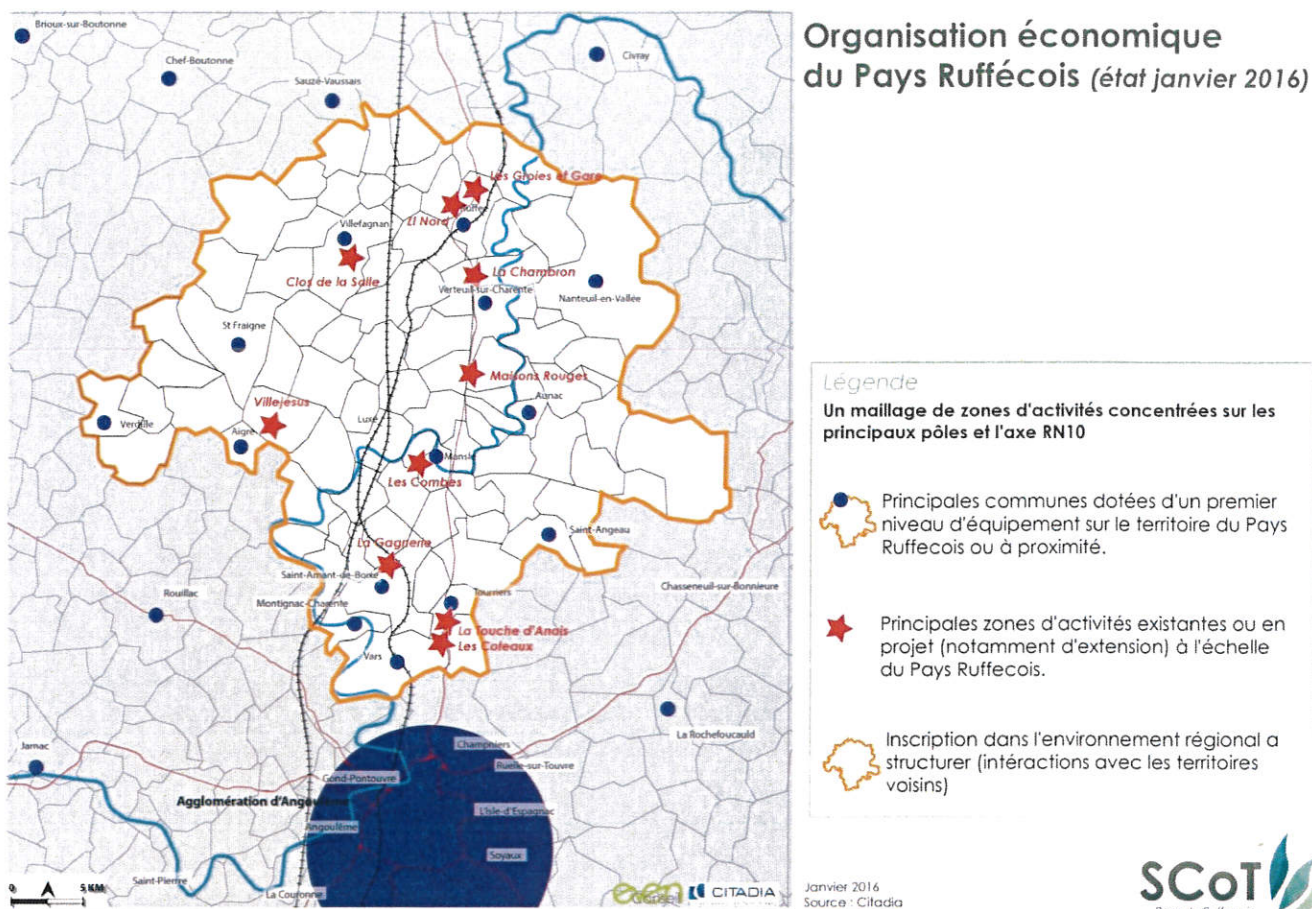 Organisation économique
du Pays Ruffécois (état janvier 2016)
Brioux-sur-Boutonne
Chef-Boutonne
Sauzé-Vaussais
Civray
Les Groies et Gare
ZI Nord
Villefagnan
Clos de la Salle
La Chambron
Verteuil-sur-Charente
Nanteuil-en-Vallée
St Fraigne
Maisons Rouges
Villejesus
Aunac
Verdille
Luxé
Aigre
Mansle
Les Combes
Saint-Angeau
La Gagnerie
Saint-Amant-de-Boixe
Chasseneuil-sur-Bonnieure
Rouillac
Montignac-Charente
Tourriers
La Touche d'Anais
Les Coteaux
Vars
La Rochefoucauld
Jarnac
Champniers
Ruelle-sur-Touvre
Gond-Pontouvre
Agglomération d'Angoulême
L'Isle-d'Espagnac
Angoulême
Soyaux
Saint-Pierre
La Couronne
0 5 KM
Conseil
CITADIA
Légende
Un maillage de zones d'activités concentrées sur les
principaux pôles et l'axe RN10
Principales communes dotées d'un premier
niveau d'équipement sur le territoire du Pays
Ruffecois ou à proximité.
Principales zones d'activités existantes ou en
projet (notamment d'extension) à l'échelle
du Pays Ruffecois.
Inscription dans l'environnement régional a
structurer (intéractions avec les territoires
voisins)
Janvier 2016
Source : Citadia
SCoT